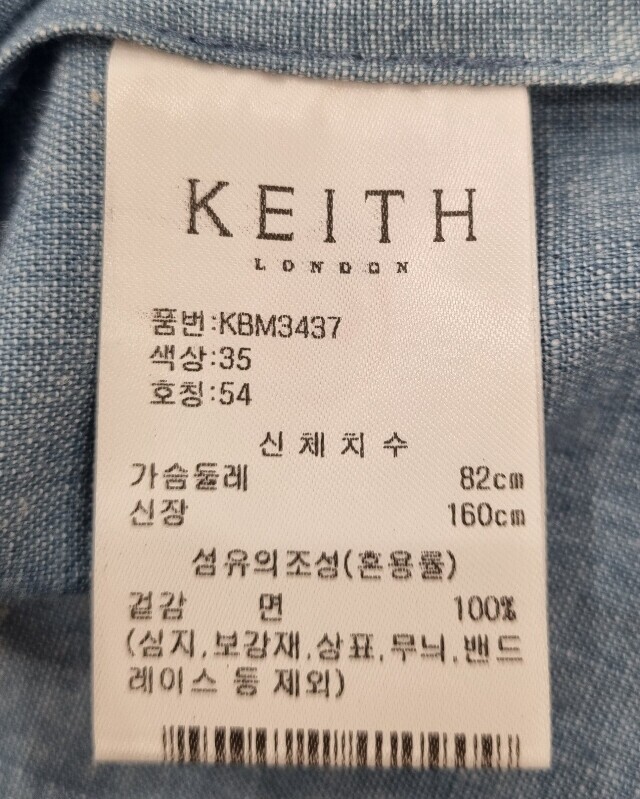 KEITH
LONDON
품번:KBM3437
색상:35
호칭:54
신체치수
가슴둘레 82cm
신장 160cm
섬유의조성(혼용률)
겉감 면 100%
(심지,보강재,상표,무늬,밴드
레이스 등 제외)